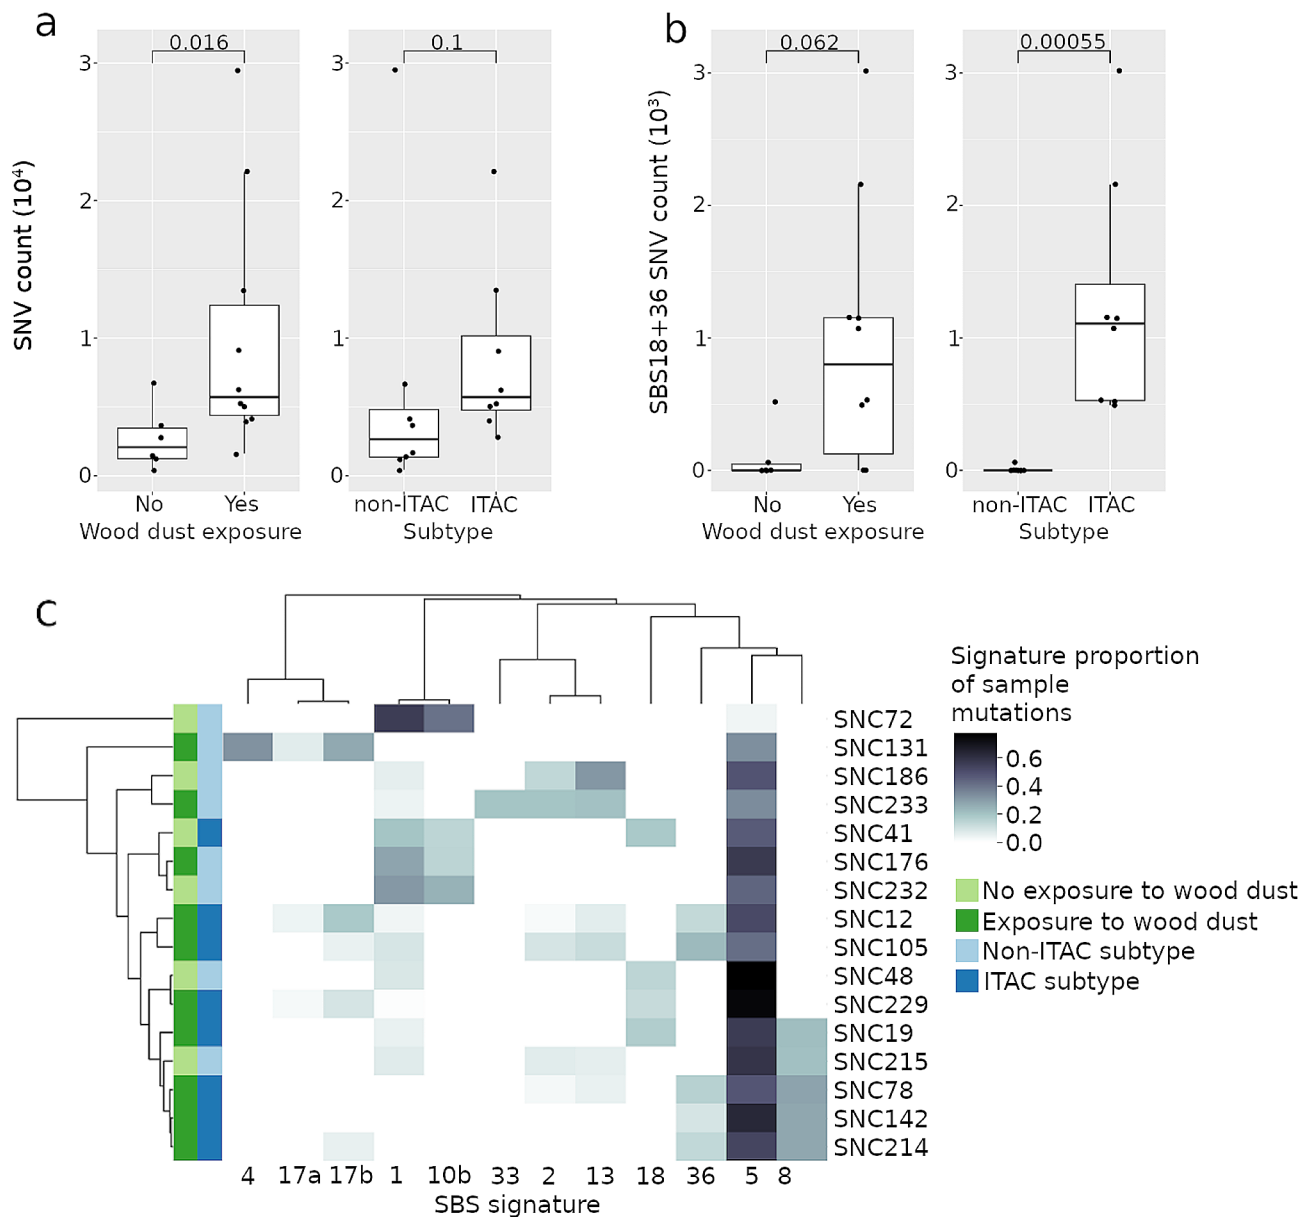 a
0.016
0.1
3
2
1
0
SNV count (10⁴)
No
Yes
Wood dust exposure
3
2
1
0
non-ITAC
ITAC
Subtype
b
0.062
0.00055
3
2
1
0
SBS18+36 SNV count (10³)
No
Yes
Wood dust exposure
3
2
1
0
non-ITAC
ITAC
Subtype
c
SNC72
SNC131
SNC186
SNC233
SNC41
SNC176
SNC232
SNC12
SNC105
SNC48
SNC229
SNC19
SNC215
SNC78
SNC142
SNC214
4 17a 17b 1 10b 33 2 13 18 36 5 8
SBS signature
Signature proportion
of sample
mutations
0.6
0.4
0.2
0.0
No exposure to wood dust
Exposure to wood dust
Non-ITAC subtype
ITAC subtype